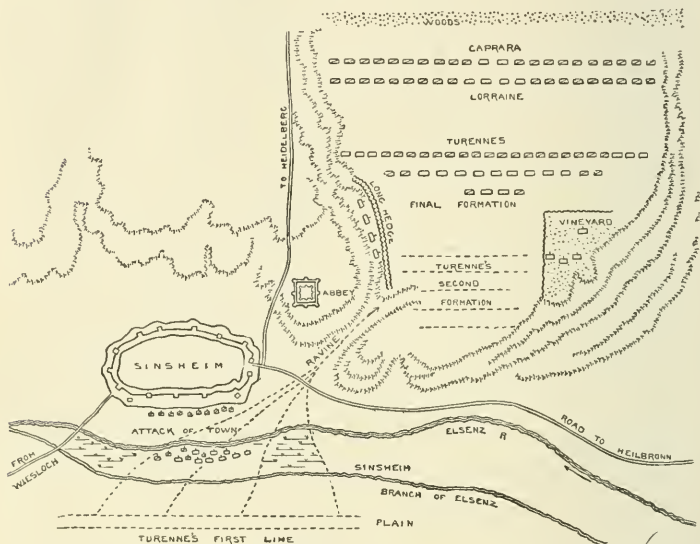 WOODS
CAPRARA
LORRAINE
TO HEIDELBERG
TURENNES
LONG HEDGE
FINAL FORMATION
VINEYARD
TURENNE'S
SECOND
FORMATION
ABBEY
RAVINE
SINSHEIM
ATTACK OF TOWN
ELSENZ R
ROAD TO
HEILBRONN
FROM
WIESLOCH
SINSHEIM
BRANCH OF ELSENZ
PLAIN
TURENNE'S FIRST LINE